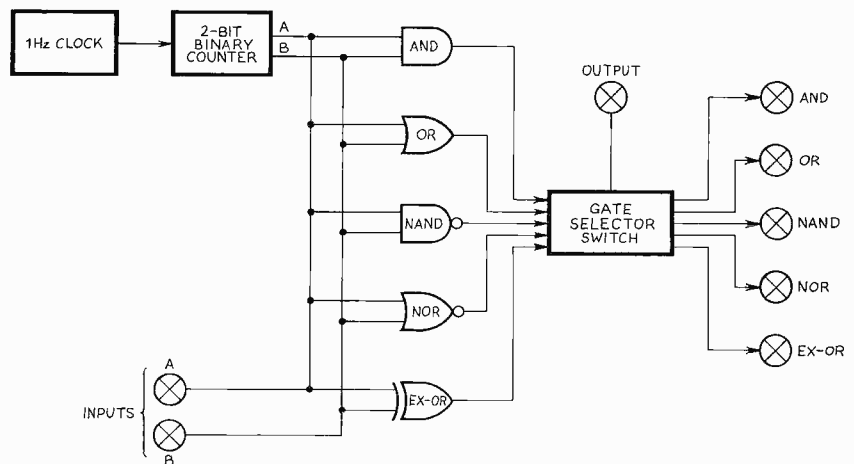 1Hz CLOCK
2-BIT
BINARY
COUNTER
A
B
AND
OR
NAND
NOR
EX-OR
OUTPUT
GATE
SELECTOR
SWITCH
AND
OR
NAND
NOR
EX-OR
INPUTS
A
B